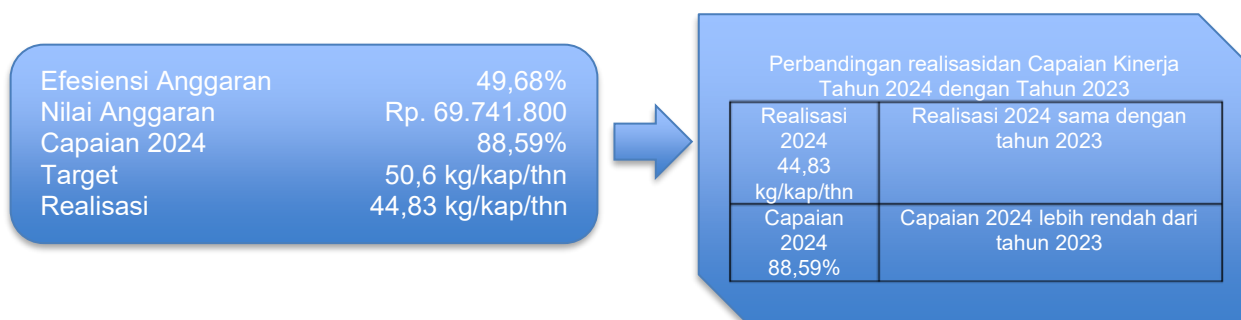 Efesiensi Anggaran 49,68%
Nilai Anggaran Rp. 69.741.800
Capaian 2024 88,59%
Target 50,6 kg/kap/thn
Realisasi 44,83 kg/kap/thn
Perbandingan realisasidan Capaian Kinerja
Tahun 2024 dengan Tahun 2023
Realisasi
2024
44,83
kg/kap/thn
Realisasi 2024 sama dengan
tahun 2023
Capaian
2024
88,59%
Capaian 2024 lebih rendah dari
tahun 2023